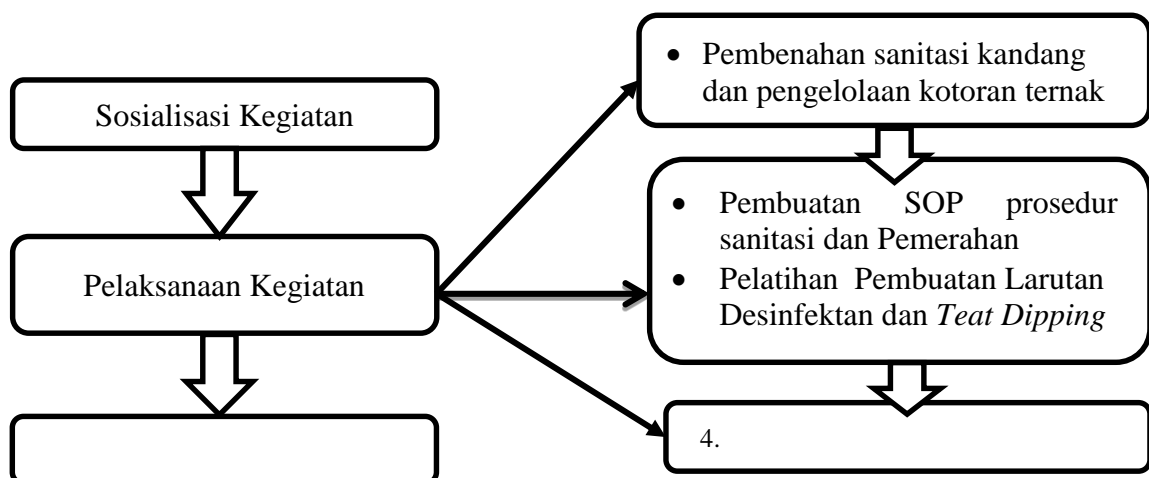 Sosialisasi Kegiatan
Pelaksanaan Kegiatan
• Pembenahan sanitasi kandang
dan pengelolaan kotoran ternak
• Pembuatan SOP prosedur
sanitasi dan Pemerahan
• Pelatihan Pembuatan Larutan
Desinfektan dan Teat Dipping
4.